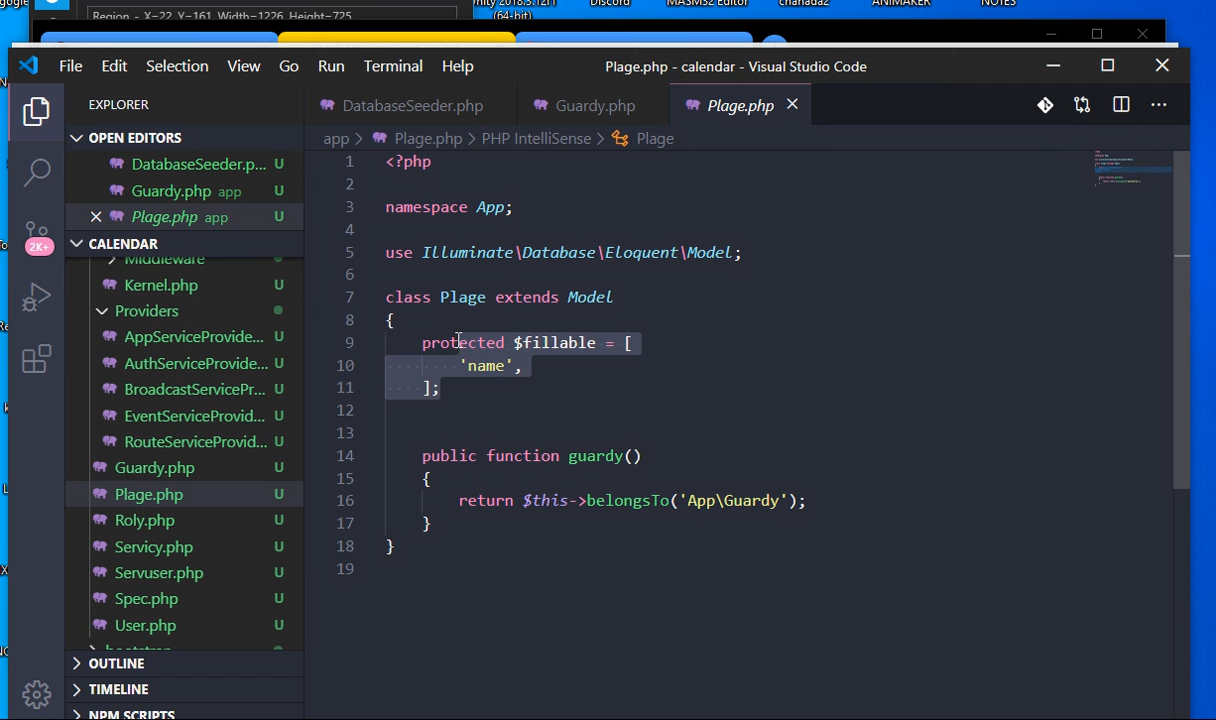 Region - X=22, Y=161, Width=1226, Height=725
(64-bit)
Discord
MASM32 Editor
chahada2
ANIMAKER
NOTES
File Edit Selection View Go Run Terminal Help
Plage.php - calendar - Visual Studio Code
EXPLORER
DatabaseSeeder.php
Guardy.php
Plage.php
OPEN EDITORS
DatabaseSeeder.p... U
Guardy.php app U
Plage.php app U
CALENDAR
Middleware
Kernel.php U
Providers
AppServiceProvide... U
AuthServiceProvide... U
BroadcastServicePr... U
EventServiceProvid... U
RouteServiceProvid... U
Guardy.php U
Plage.php U
Roly.php U
Servicy.php U
Servuser.php U
Spec.php U
User.php U
OUTLINE
TIMELINE
NPM SCRIPTS
2K+
app > Plage.php > PHP IntelliSense > Plage
1 <?php
2
3 namespace App;
4
5 use Illuminate\Database\Eloquent\Model;
6
7 class Plage extends Model
8 {
9 protected $fillable = [
10 'name',
11 ];
12
13
14 public function guardy()
15 {
16 return $this->belongsTo('App\Guardy');
17 }
18 }
19